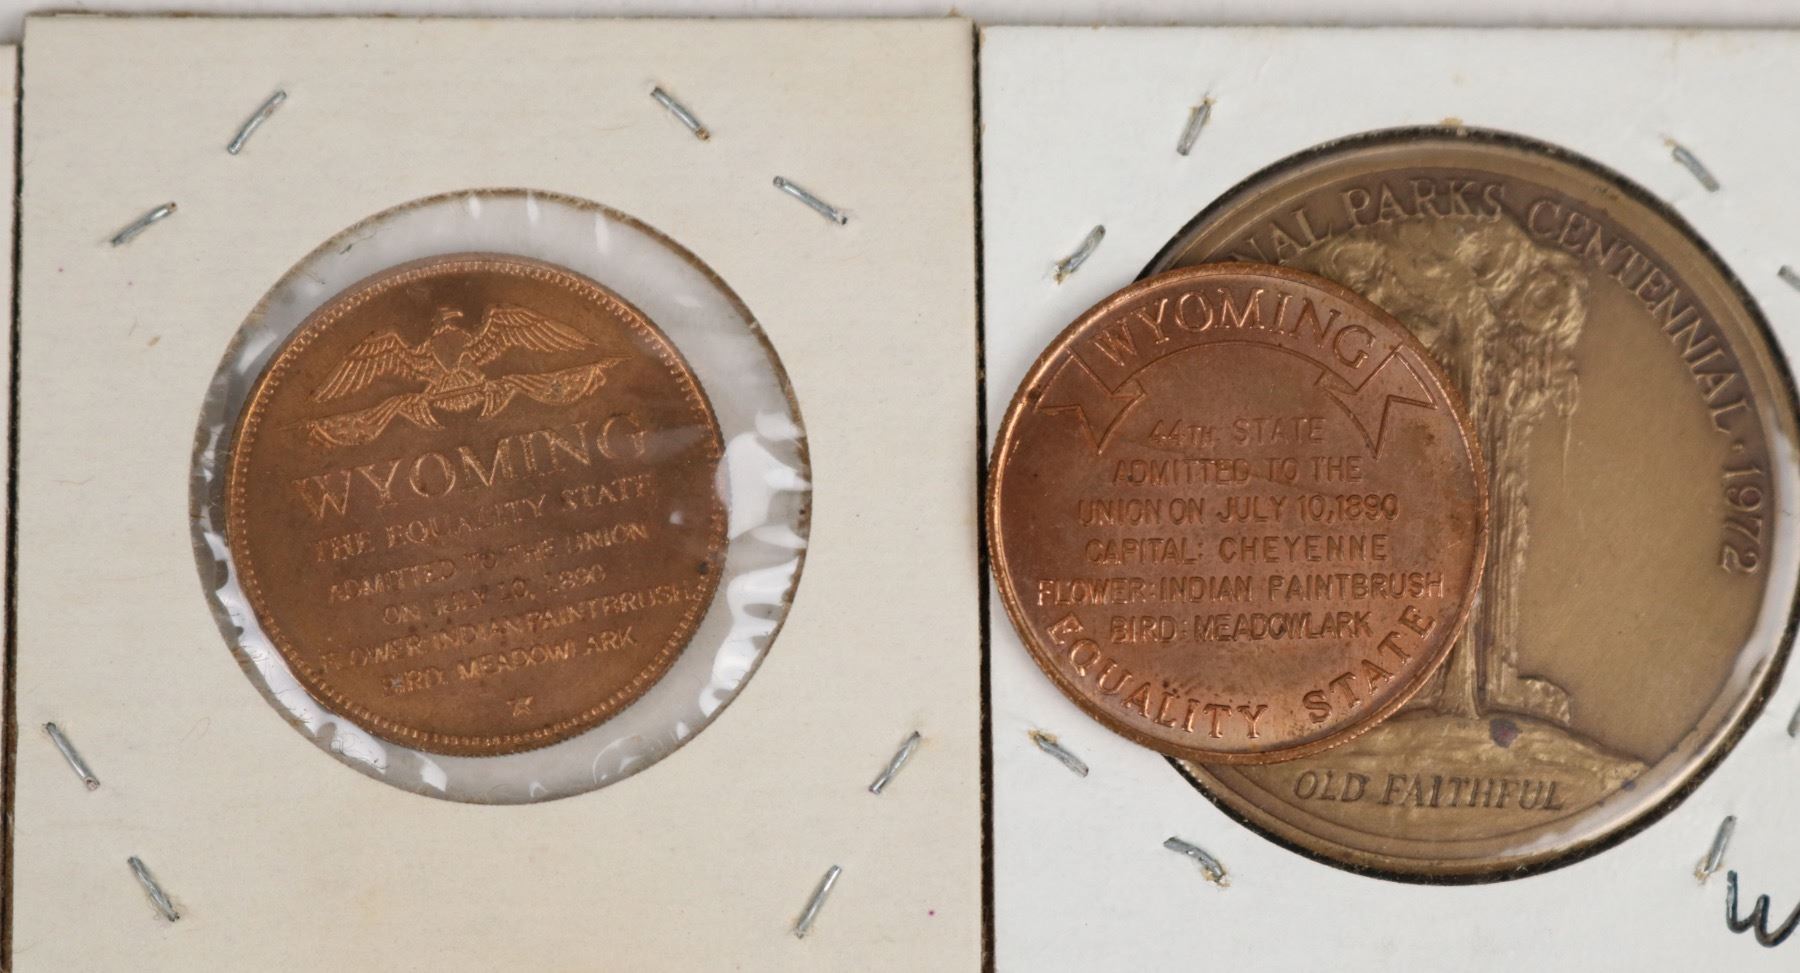 WYOMING
THE EQUALITY STATE
ADMITTED TO THE UNION
ON JULY 10, 1890
FLOWER: INDIAN PAINTBRUSH
BIRD: MEADOWLARK
WYOMING
44TH STATE
ADMITTED TO THE
UNION ON JULY 10,1890
CAPITAL: CHEYENNE
FLOWER: INDIAN PAINTBRUSH
BIRD: MEADOWLARK
EQUALITY STATE
NAL PARKS CENTENNIAL · 1972
OLD FAITHFUL
W